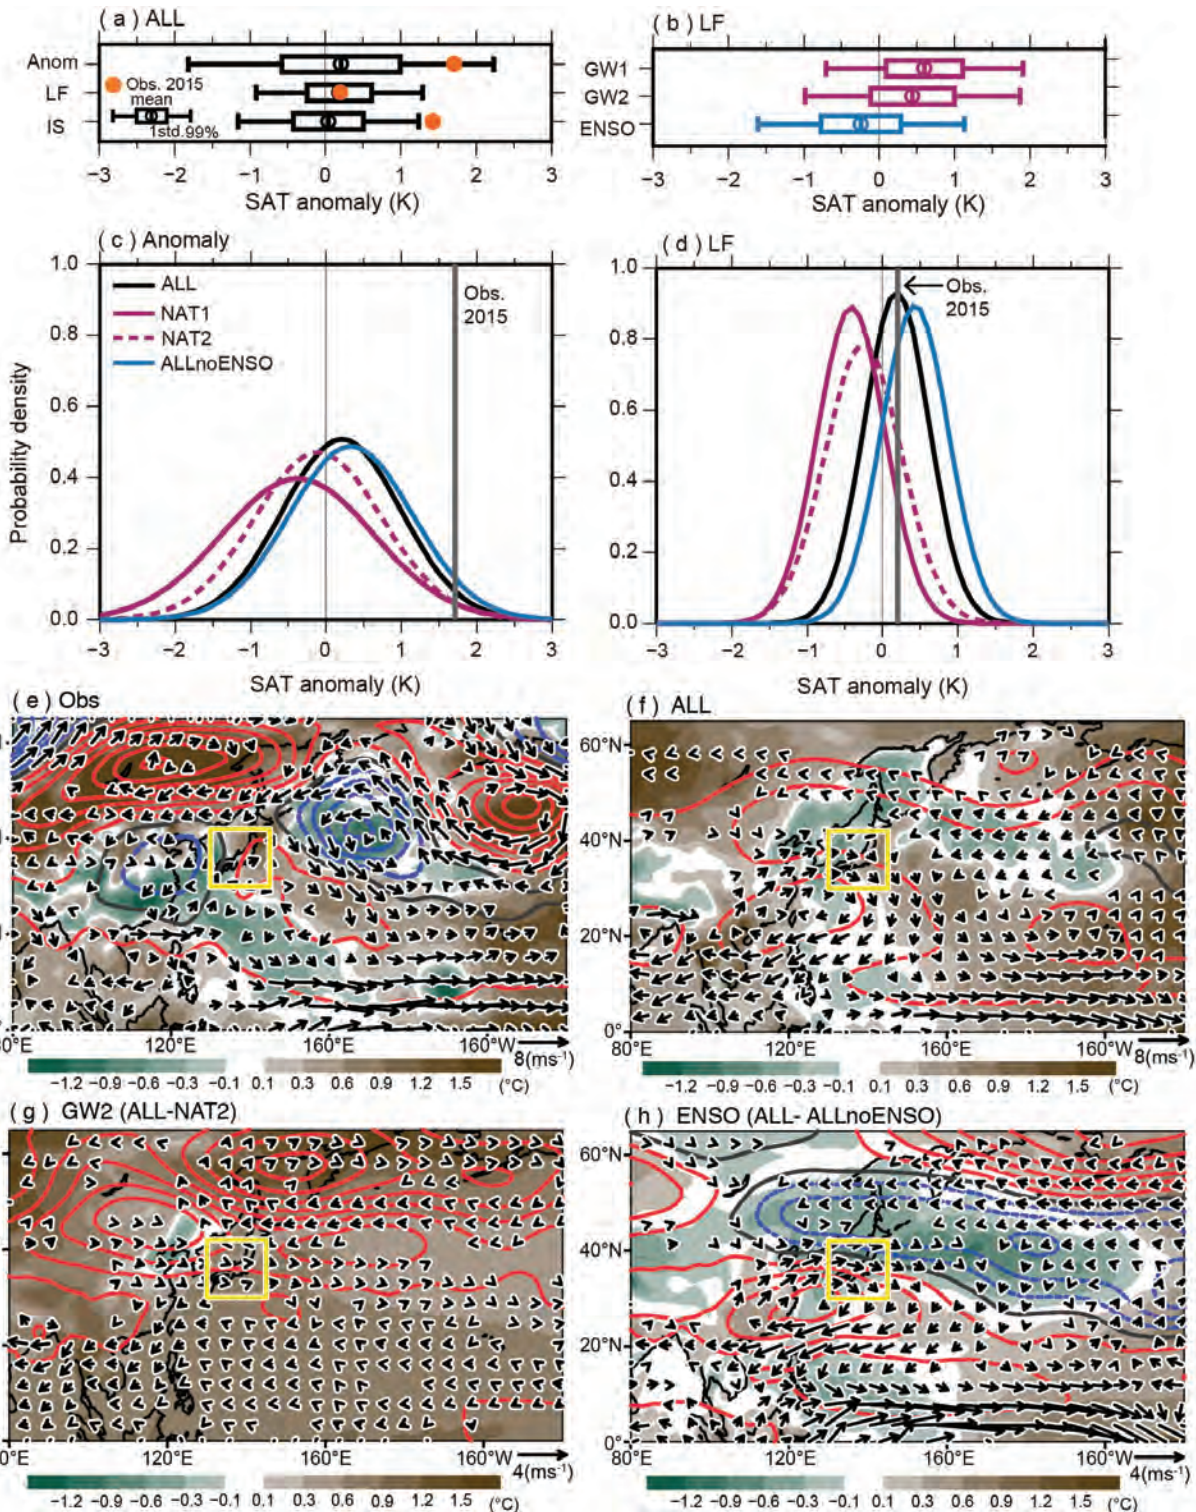 ( a ) ALL
Anom
LF
IS
Obs. 2015
mean
1std.99%
−3 −2 −1 0 1 2 3
SAT anomaly (K)
( b ) LF
GW1
GW2
ENSO
−3 −2 −1 0 1 2 3
SAT anomaly (K)
( c ) Anomaly
1.0
0.8
0.6
0.4
0.2
0.0
Probability density
ALL
NAT1
NAT2
ALLnoENSO
Obs.
2015
−3 −2 −1 0 1 2 3
SAT anomaly (K)
( d ) LF
1.0
0.8
0.6
0.4
0.2
0.0
Obs.
2015
−3 −2 −1 0 1 2 3
SAT anomaly (K)
( e ) Obs
120°E 160°E 160°W 8(ms⁻¹)
−1.2 −0.9 −0.6 −0.3 −0.1 0.1 0.3 0.6 0.9 1.2 1.5 (°C)
( f ) ALL
60°N
40°N
20°N
0°
80°E 120°E 160°E 160°W 8(ms⁻¹)
−1.2 −0.9 −0.6 −0.3 −0.1 0.1 0.3 0.6 0.9 1.2 1.5 (°C)
( g ) GW2 (ALL-NAT2)
80°E 120°E 160°E 160°W 4(ms⁻¹)
−1.2 −0.9 −0.6 −0.3 −0.1 0.1 0.3 0.6 0.9 1.2 1.5 (°C)
( h ) ENSO (ALL- ALLnoENSO)
60°N
40°N
20°N
0°
80°E 120°E 160°E 160°W 4(ms⁻¹)
−1.2 −0.9 −0.6 −0.3 −0.1 0.1 0.3 0.6 0.9 1.2 1.5 (°C)